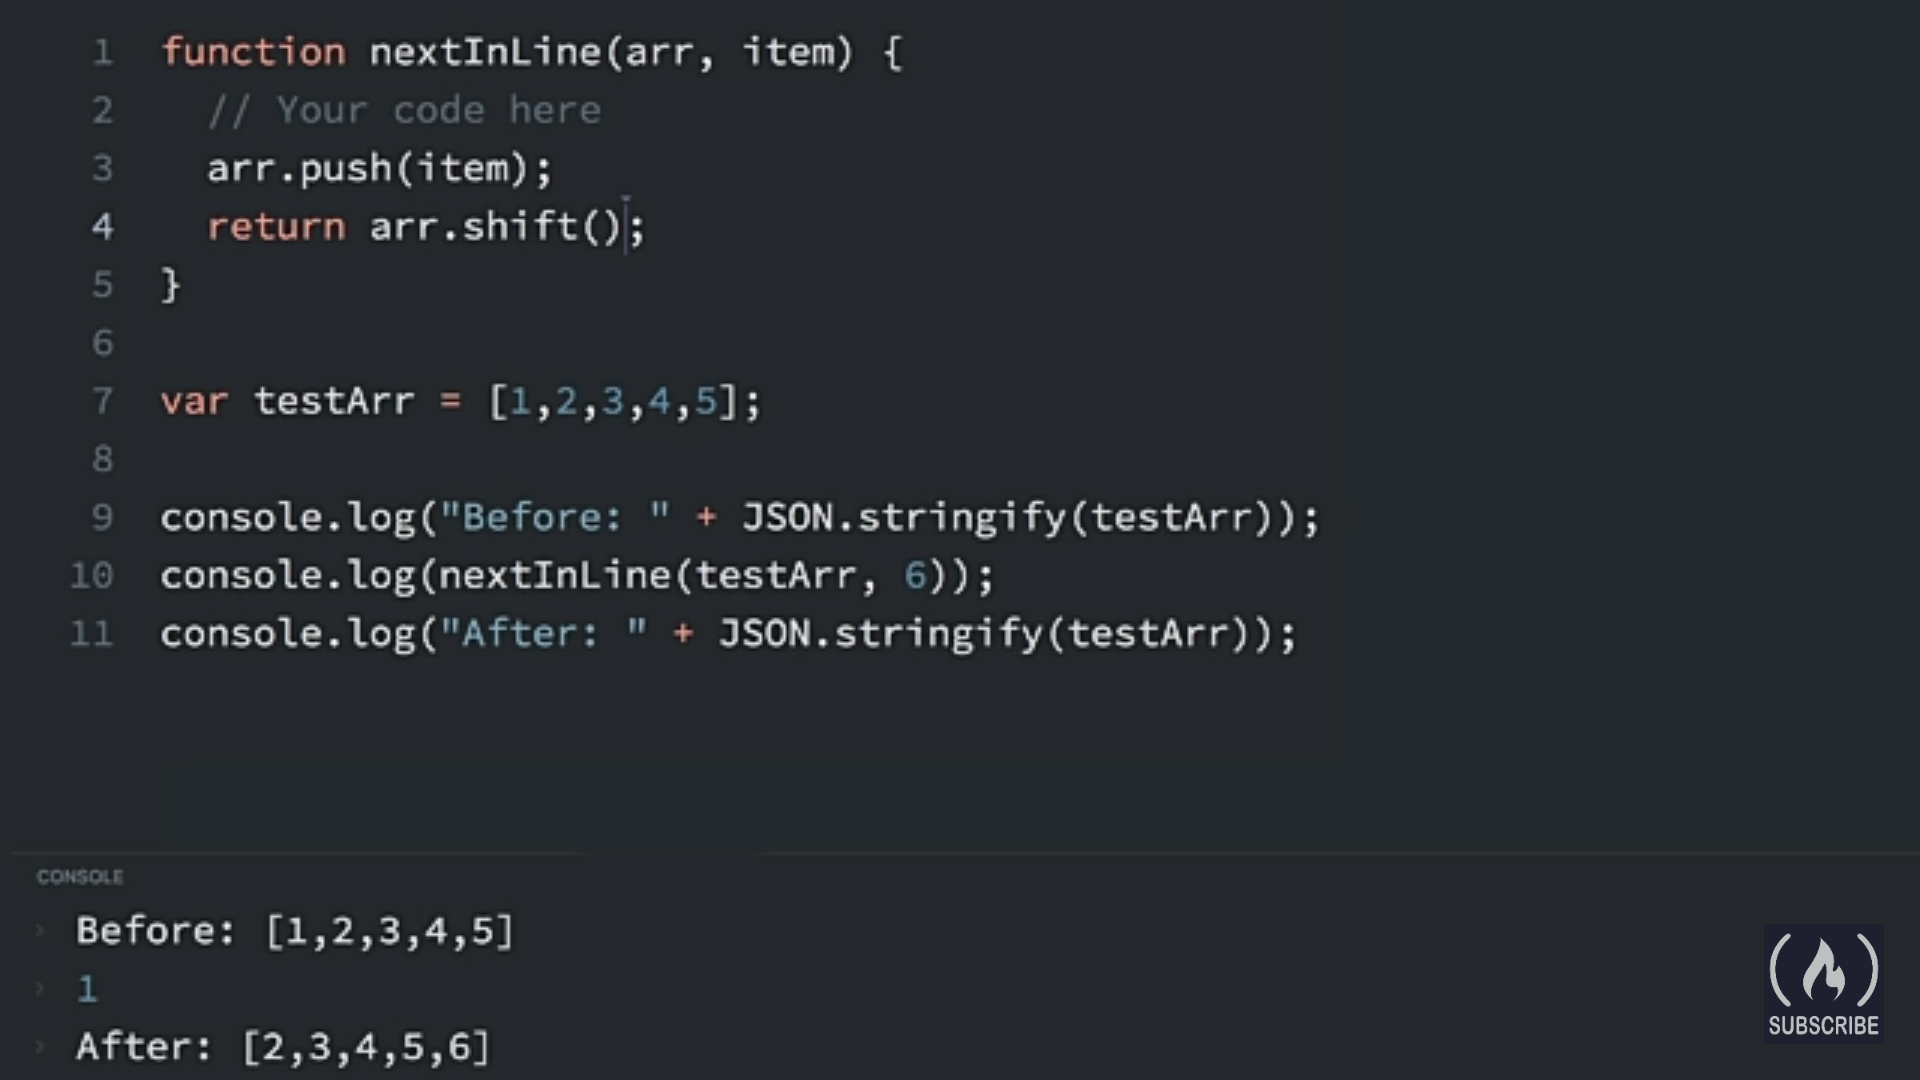 1 function nextInLine(arr, item) {
2 // Your code here
3 arr.push(item);
4 return arr.shift();
5 }
6
7 var testArr = [1,2,3,4,5];
8
9 console.log("Before: " + JSON.stringify(testArr));
10 console.log(nextInLine(testArr, 6));
11 console.log("After: " + JSON.stringify(testArr));
CONSOLE
› Before: [1,2,3,4,5]
› 1
› After: [2,3,4,5,6]
SUBSCRIBE